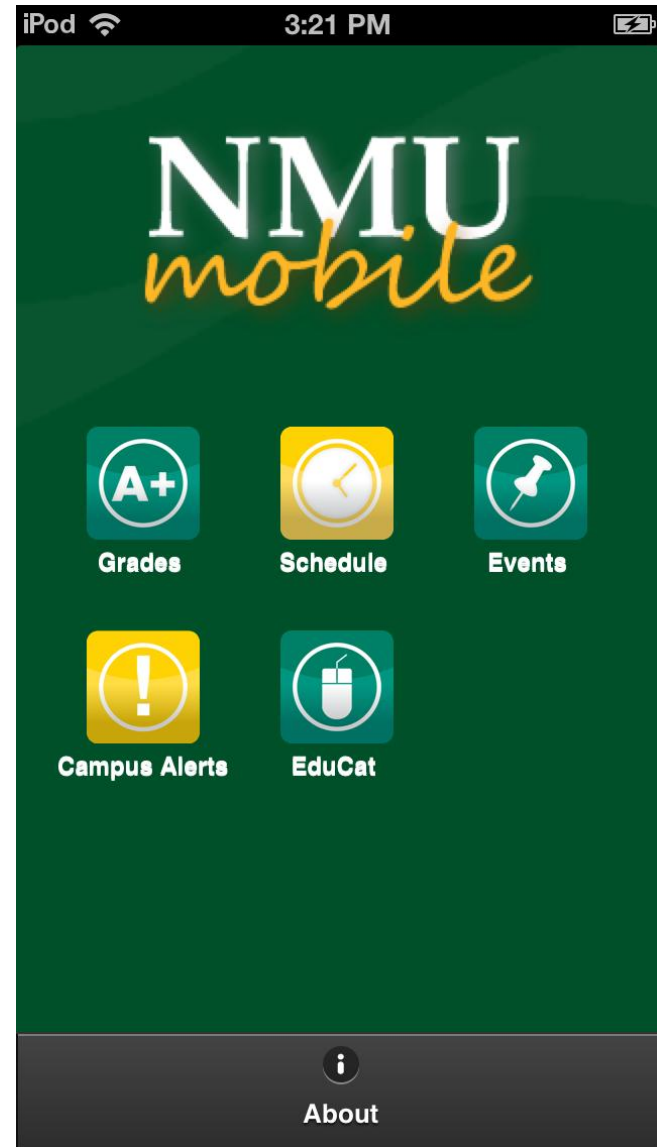 iPod 3:21 PM
NMU
mobile
A+
Grades Schedule Events
!
Campus Alerts EduCat
i
About